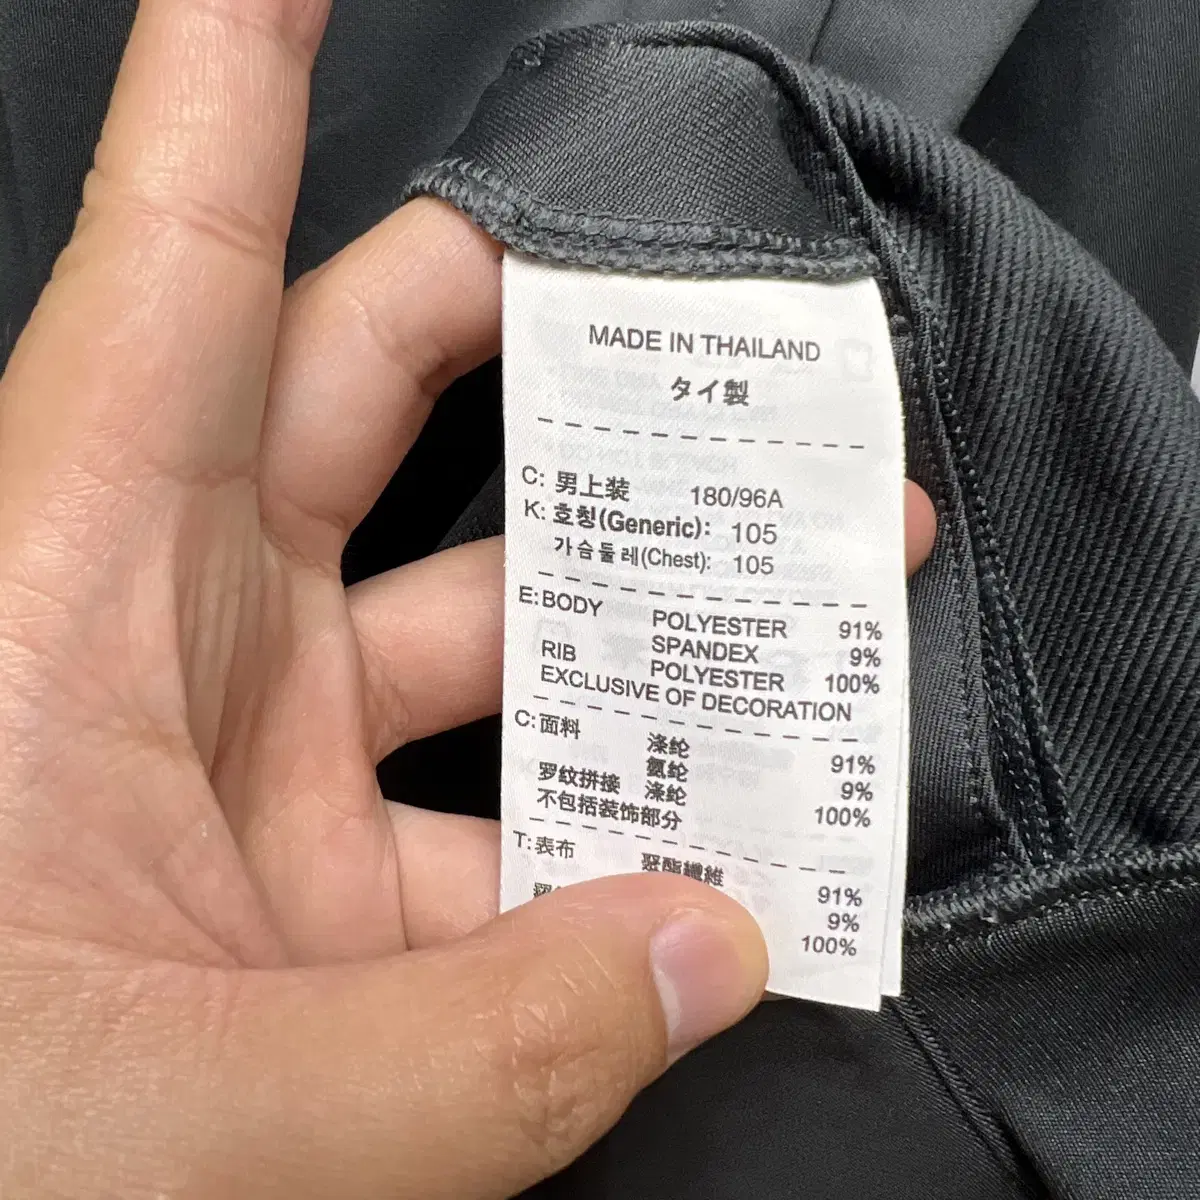 MADE IN THAILAND
タイ製
C: 男上装 180/96A
K: 호칭(Generic): 105
가슴둘레(Chest): 105
E: BODY POLYESTER 91%
SPANDEX 9%
RIB POLYESTER 100%
EXCLUSIVE OF DECORATION
C: 面料 涤纶 91%
氨纶 9%
罗纹拼接 涤纶 100%
不包括装饰部分
T: 表布 聚酯纖維 91%
9%
100%